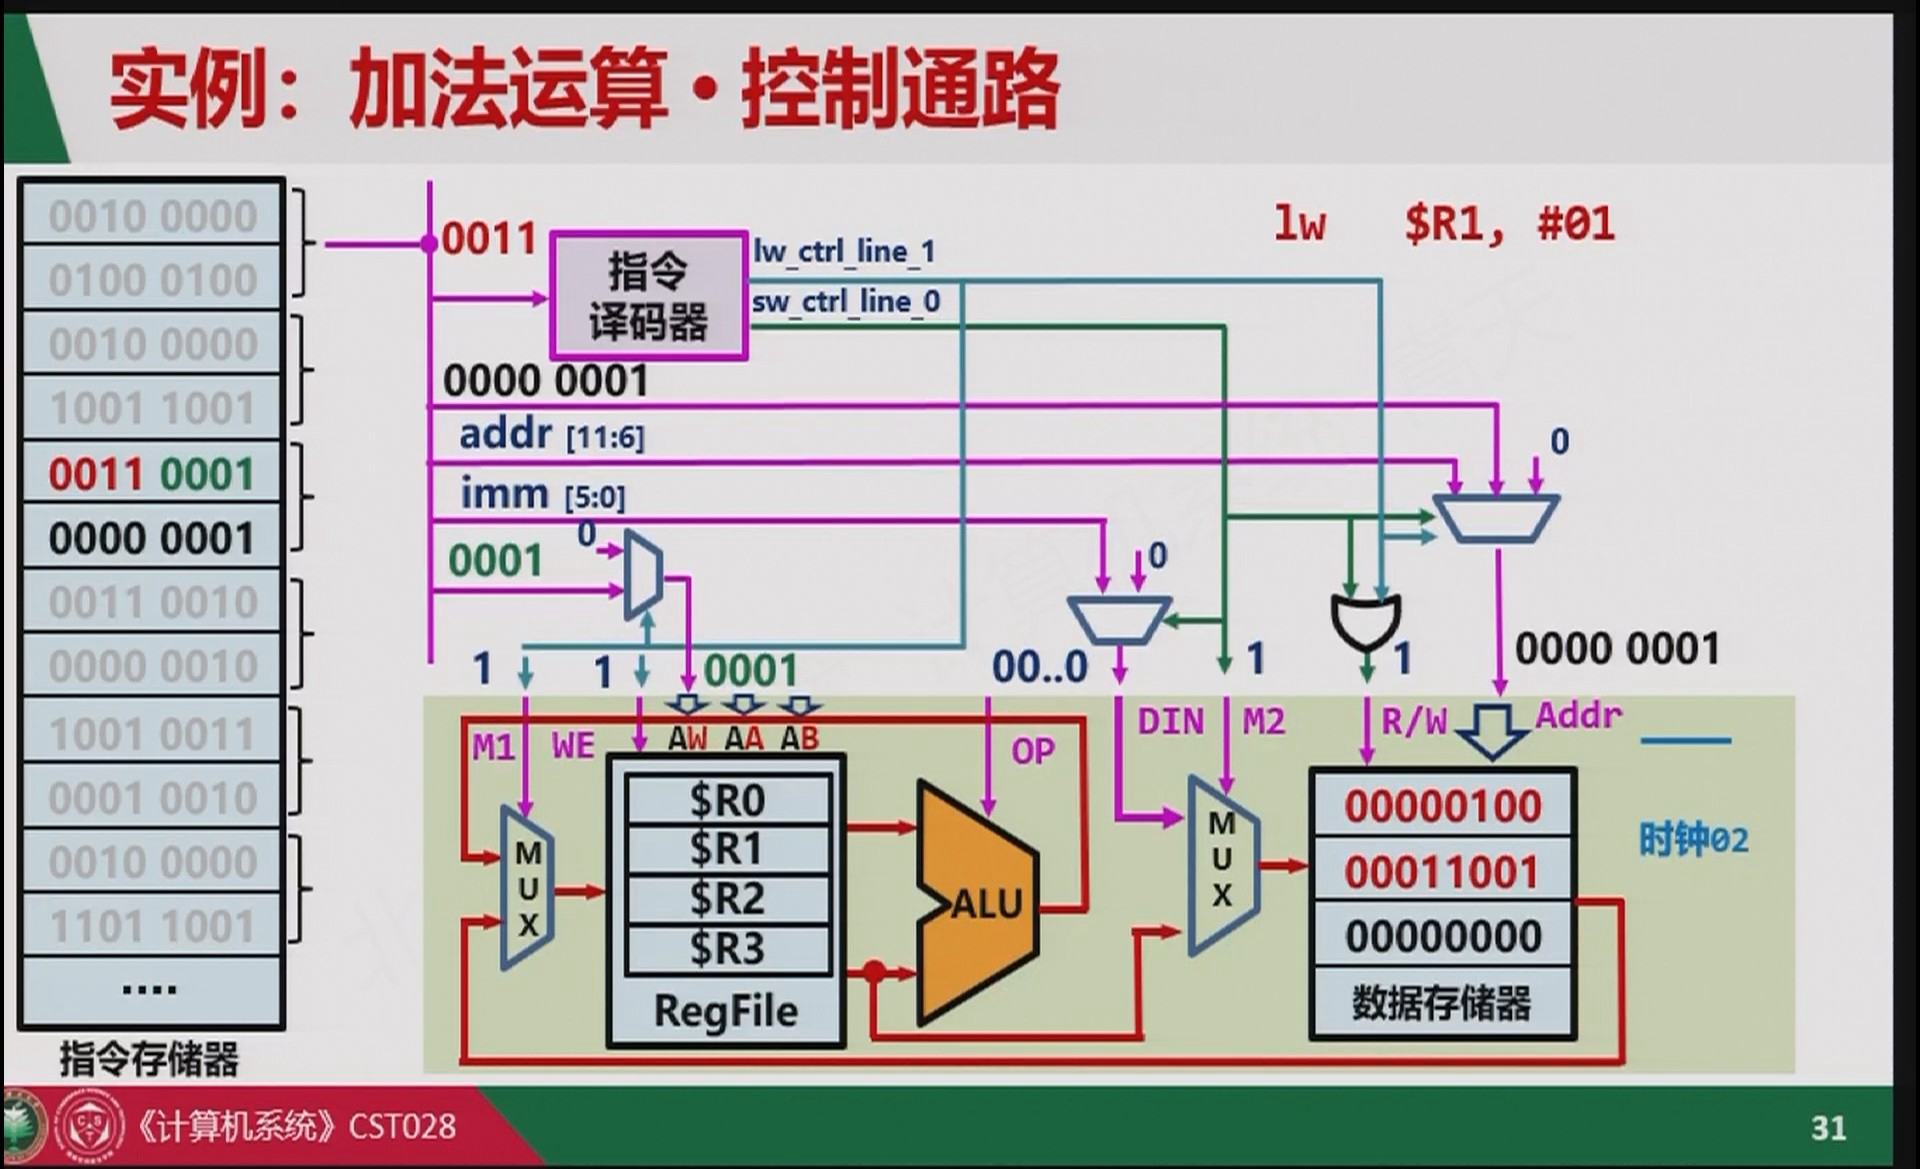 实例：加法运算·控制通路
0010 0000
0100 0100
0010 0000
1001 1001
0011 0001
0000 0001
0011 0010
0000 0010
1001 0011
0001 0010
0010 0000
1101 1001
....
指令存储器
0011
指令
译码器
lw_ctrl_line_1
sw_ctrl_line_0
lw $R1, #01
0000 0001
addr [11:6]
imm [5:0]
0
0001
0
0
1
1
0001
00..0
1
1
0000 0001
M1
WE
AW AA AB
OP
DIN
M2
R/W
Addr
MUX
$R0
$R1
$R2
$R3
RegFile
ALU
MUX
00000100
00011001
00000000
数据存储器
时钟02
《计算机系统》CST028
31